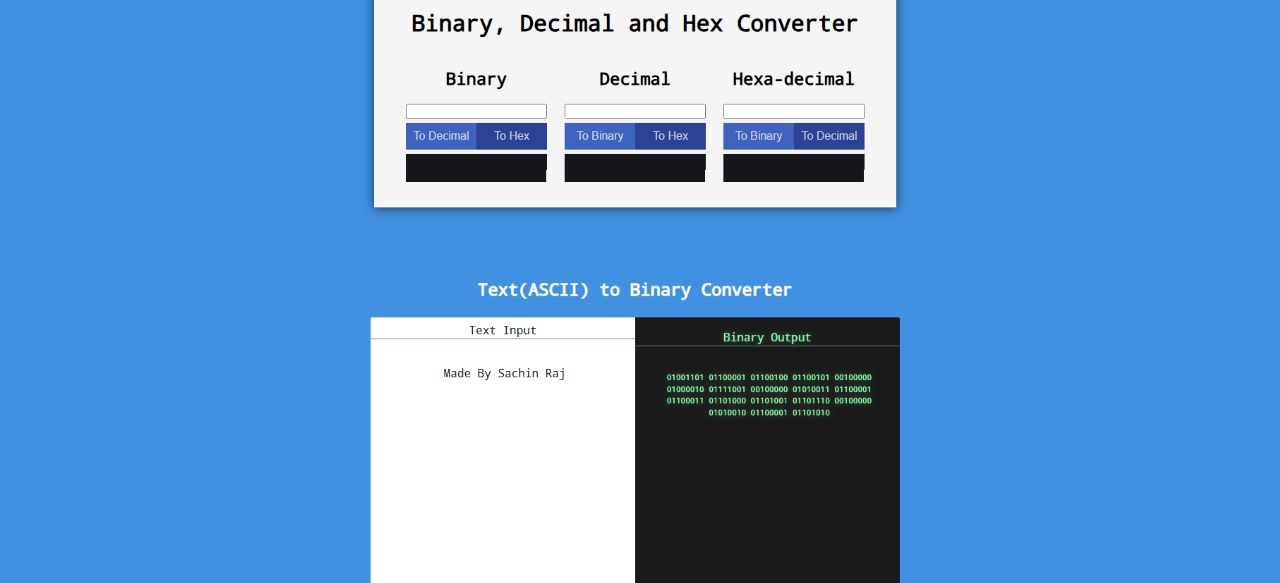 Binary, Decimal and Hex Converter
Binary Decimal Hexa-decimal
To Decimal To Hex To Binary To Hex To Binary To Decimal
Text(ASCII) to Binary Converter
Text Input
Made By Sachin Raj
Binary Output
01001101 01100001 01100100 01100101 00100000
01000010 01111001 00100000 01010011 01100001
01100011 01101000 01101001 01101110 00100000
01010010 01100001 01101010